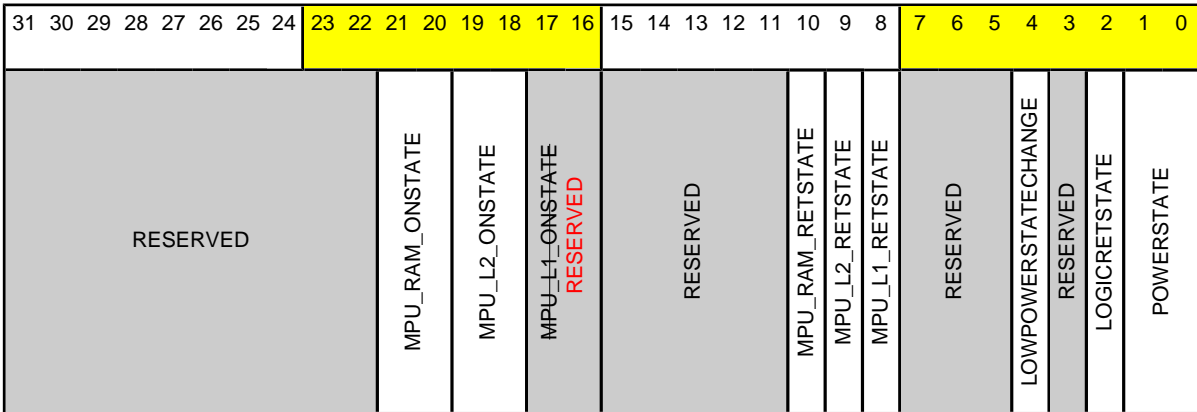 31 30 29 28 27 26 25 24 23 22 21 20 19 18 17 16 15 14 13 12 11 10 9 8 7 6 5 4 3 2 1 0
RESERVED
MPU_RAM_ONSTATE
MPU_L2_ONSTATE
MPU_L1_ONSTATE
RESERVED
RESERVED
MPU_RAM_RETSTATE
MPU_L2_RETSTATE
MPU_L1_RETSTATE
RESERVED
LOWPOWERSTATECHANGE
RESERVED
LOGICRETSTATE
POWERSTATE